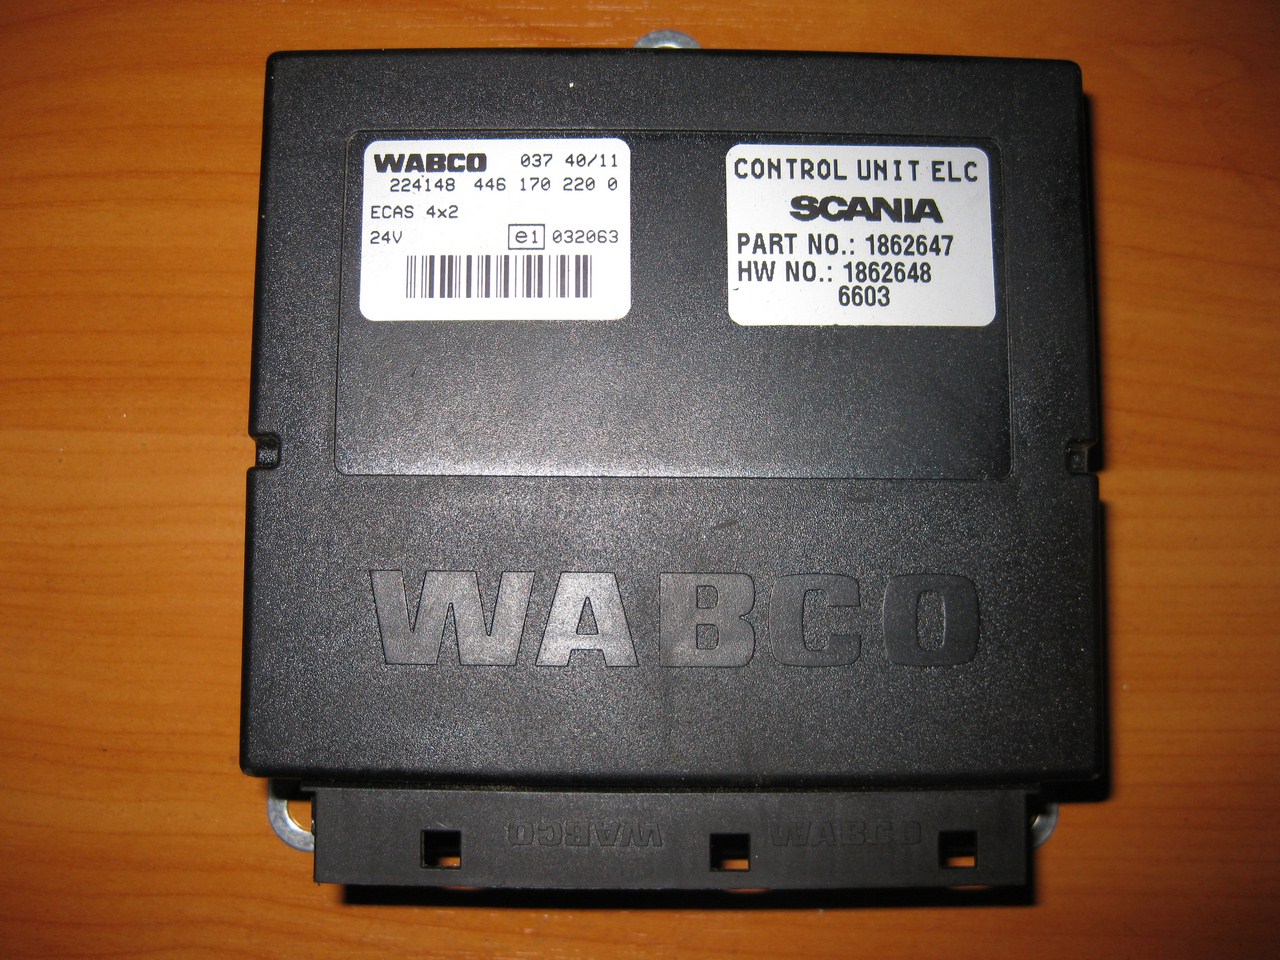 WABCO 037 40/11
224148 446 170 220 0
ECAS 4x2
24V e1 032063
CONTROL UNIT ELC
SCANIA
PART NO.: 1862647
HW NO.: 1862648
6603
WABCO
WABCO WABCO